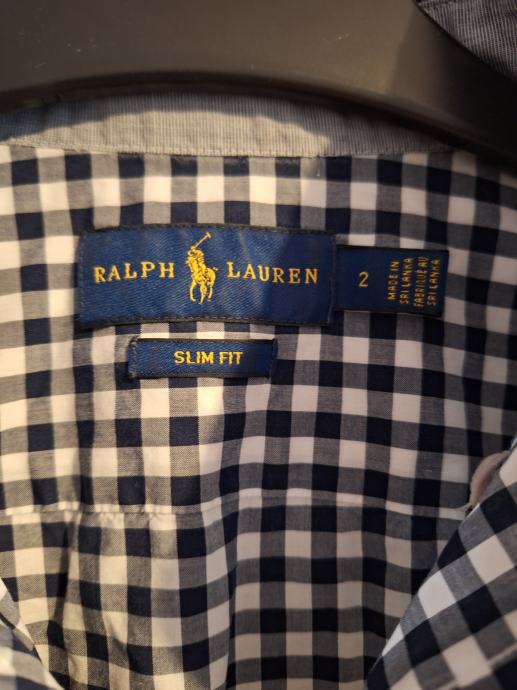 RALPH LAUREN
2
MADE IN
SRI LANKA
FABRIQUÉ AU
SRI LANKA
SLIM FIT